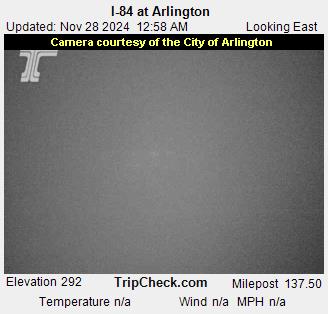 I-84 at Arlington
Updated: Nov 28 2024 12:58 AM Looking East
Camera courtesy of the City of Arlington
Elevation 292 TripCheck.com Milepost 137.50
Temperature n/a Wind n/a MPH n/a